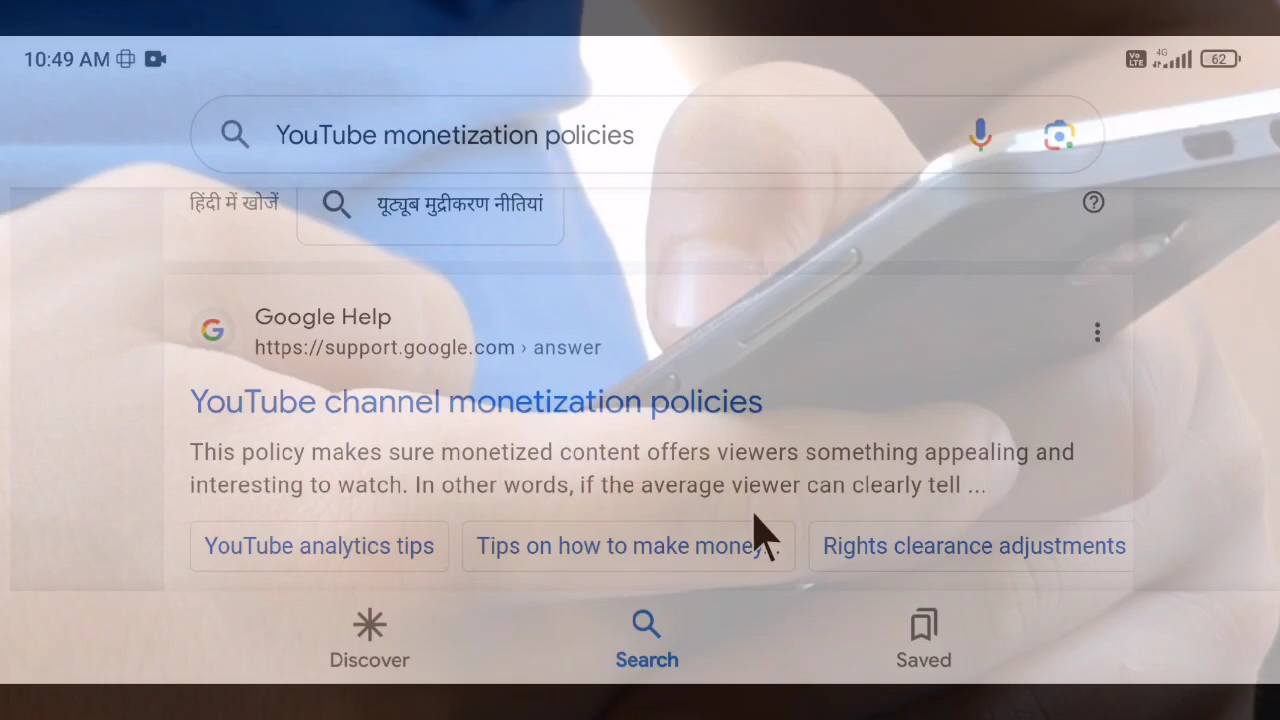 10:49 AM
Vo LTE 4G 62
YouTube monetization policies
हिंदी में खोजें
यूट्यूब मुद्रीकरण नीतियां
Google Help
https://support.google.com › answer
YouTube channel monetization policies
This policy makes sure monetized content offers viewers something appealing and
interesting to watch. In other words, if the average viewer can clearly tell ...
YouTube analytics tips
Tips on how to make money...
Rights clearance adjustments
Discover
Search
Saved